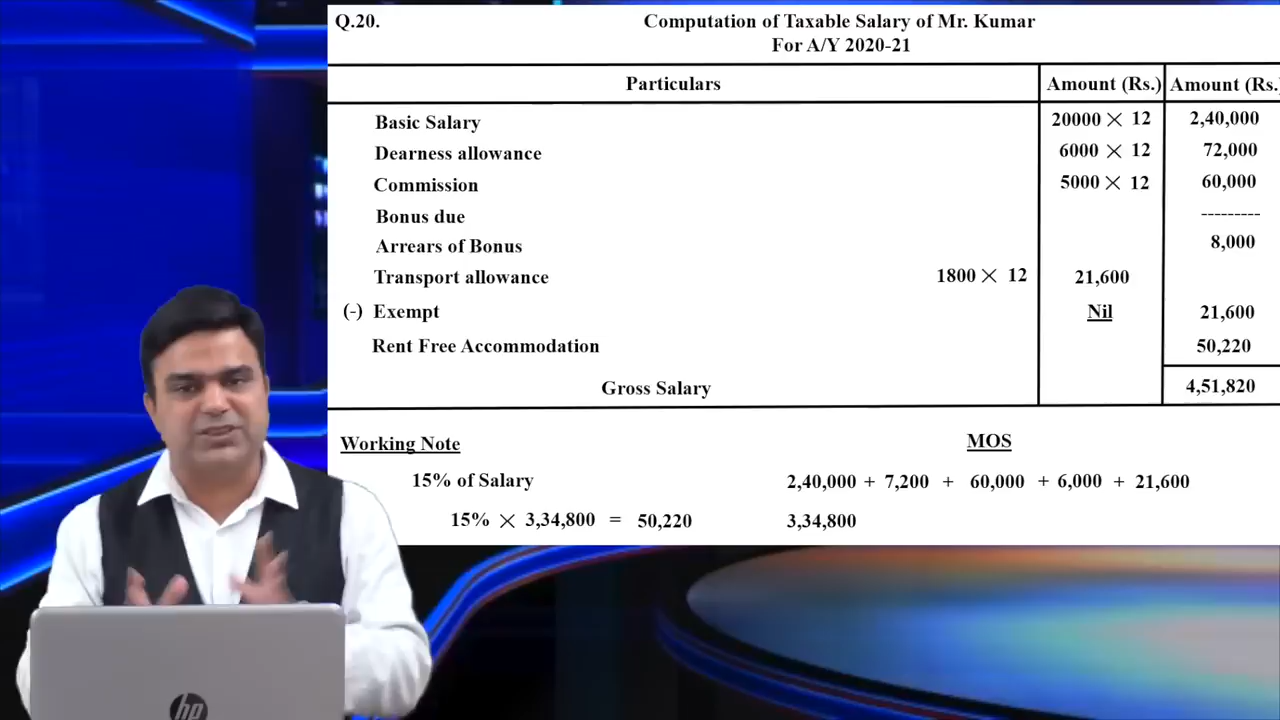 Q.20. Computation of Taxable Salary of Mr. Kumar
For A/Y 2020-21
Particulars Amount (Rs.) Amount (Rs.
Basic Salary 20000 × 12 2,40,000
Dearness allowance 6000 × 12 72,000
Commission 5000 × 12 60,000
Bonus due ---------
Arrears of Bonus 8,000
Transport allowance 1800 × 12 21,600
(-) Exempt Nil 21,600
Rent Free Accommodation 50,220
Gross Salary 4,51,820
Working Note MOS
15% of Salary 2,40,000 + 7,200 + 60,000 + 6,000 + 21,600
15% × 3,34,800 = 50,220 3,34,800
hp